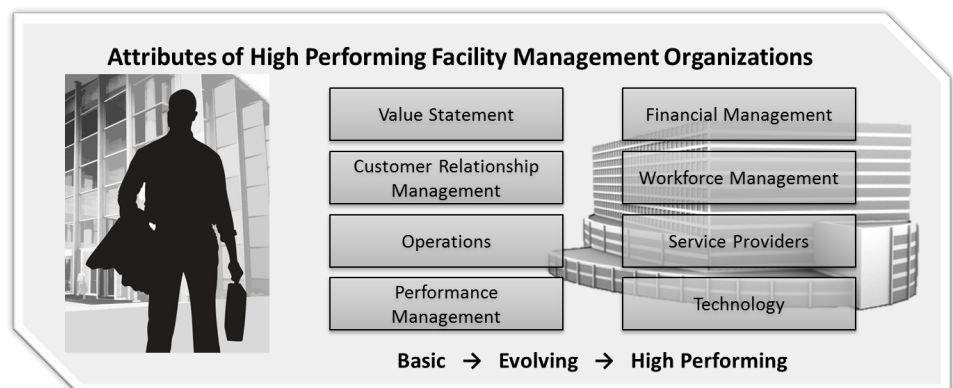 Attributes of High Performing Facility Management Organizations
Value Statement
Customer Relationship
Management
Operations
Performance
Management
Financial Management
Workforce Management
Service Providers
Technology
Basic → Evolving → High Performing